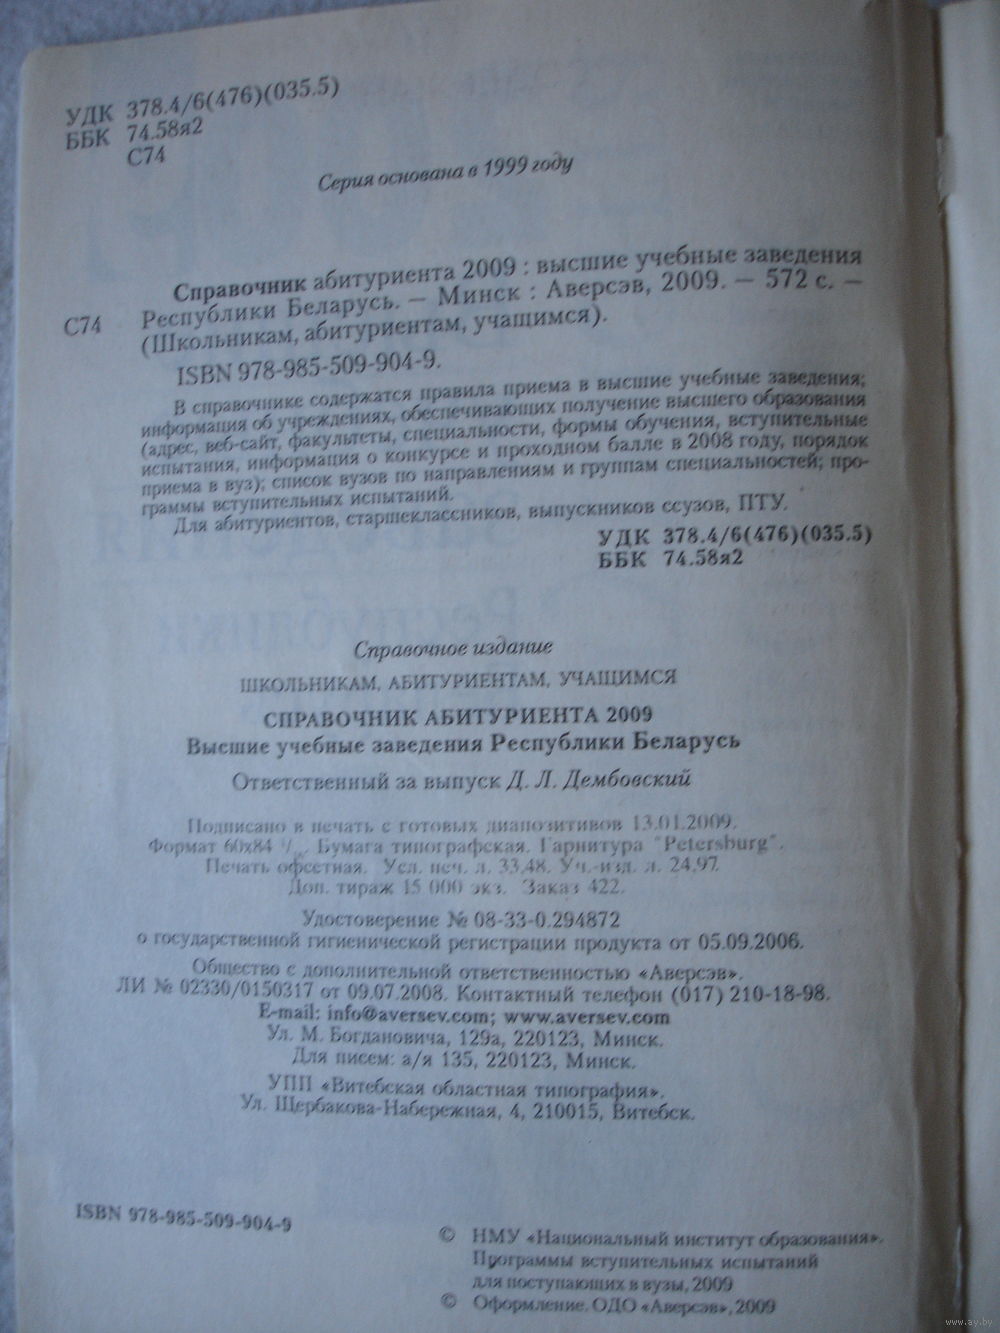 УДК 378.4/6(476)(035.5)
ББК 74.58я2
С74
Серия основана в 1999 году
Справочник абитуриента 2009 : высшие учебные заведения
С74 Республики Беларусь. — Минск : Аверсэв, 2009. — 572 с. —
(Школьникам, абитуриентам, учащимся).
ISBN 978-985-509-904-9.
В справочнике содержатся правила приема в высшие учебные заведения;
информация об учреждениях, обеспечивающих получение высшего образования
(адрес, веб-сайт, факультеты, специальности, формы обучения, вступительные
испытания, информация о конкурсе и проходном балле в 2008 году, порядок
приема в вуз); список вузов по направлениям и группам специальностей; про-
граммы вступительных испытаний.
Для абитуриентов, старшеклассников, выпускников ссузов, ПТУ.
УДК 378.4/6(476)(035.5)
ББК 74.58я2
Справочное издание
ШКОЛЬНИКАМ, АБИТУРИЕНТАМ, УЧАЩИМСЯ
СПРАВОЧНИК АБИТУРИЕНТА 2009
Высшие учебные заведения Республики Беларусь
Ответственный за выпуск Д. Л. Дембовский
Подписано в печать с готовых диапозитивов 13.01.2009.
Формат 60х84 Бумага типографская. Гарнитура "Petersburg".
Печать офсетная. Усл. печ. л. 33,48. Уч.-изд. л. 24,97.
Доп. тираж 15 000 экз. Заказ 422.
Удостоверение № 08-33-0.294872
о государственной гигиенической регистрации продукта от 05.09.2006.
Общество с дополнительной ответственностью «Аверсэв».
ЛИ № 02330/0150317 от 09.07.2008. Контактный телефон (017) 210-18-98.
E-mail: info@aversev.com; www.aversev.com
Ул. М. Богдановича, 129а, 220123, Минск.
Для писем: а/я 135, 220123, Минск.
УПП «Витебская областная типография».
Ул. Щербакова-Набережная, 4, 210015, Витебск.
ISBN 978-985-509-904-9
© НМУ «Национальный институт образования».
Программы вступительных испытаний
для поступающих в вузы, 2009
© Оформление. ОДО «Аверсэв», 2009
www.ay.by